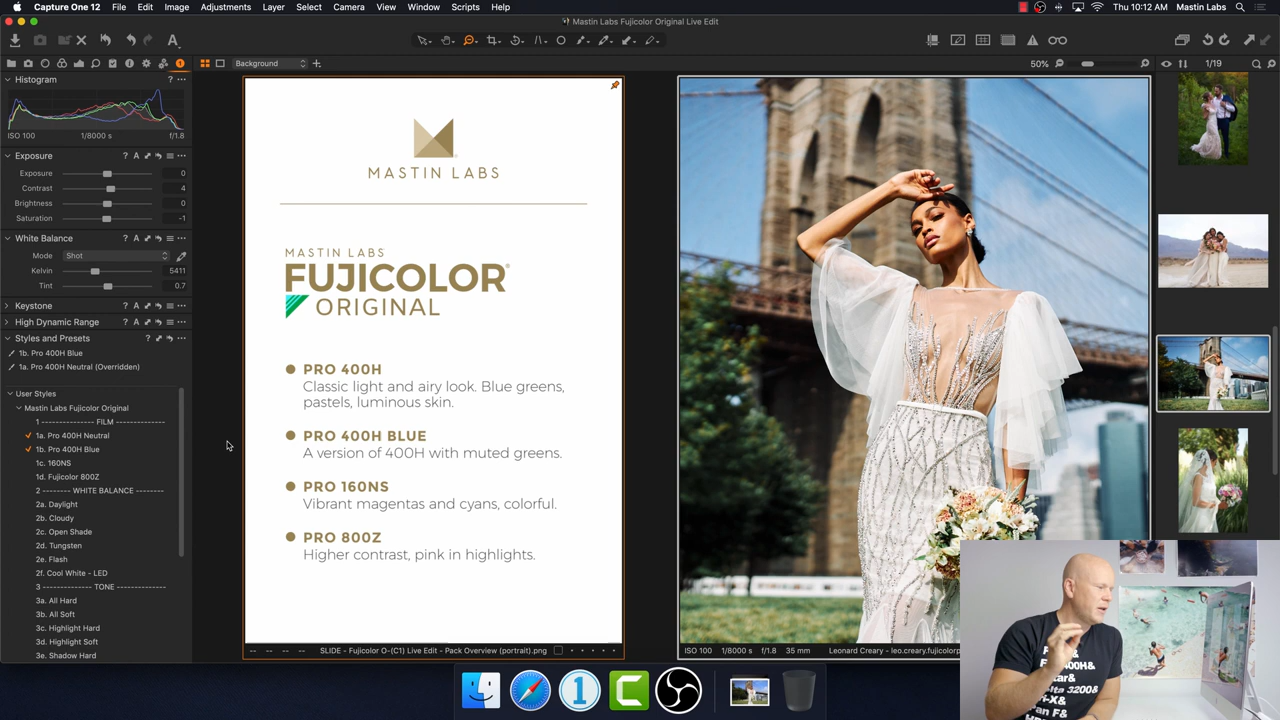 Capture One 12 File Edit Image Adjustments Layer Select Camera View Window Scripts Help
Thu 10:12 AM Mastin Labs
Mastin Labs Fujicolor Original Live Edit
Background
50%
1/19
Histogram
ISO 100 1/8000 s f/1.8
Exposure
Exposure 0
Contrast 4
Brightness 0
Saturation -1
White Balance
Mode Shot
Kelvin 5411
Tint 0.7
Keystone
High Dynamic Range
Styles and Presets
1b. Pro 400H Blue
1a. Pro 400H Neutral (Overridden)
User Styles
Mastin Labs Fujicolor Original
1 -------------- FILM --------------
1a. Pro 400H Neutral
1b. Pro 400H Blue
1c. 160NS
1d. Fujicolor 800Z
2 -------- WHITE BALANCE --------
2a. Daylight
2b. Cloudy
2c. Open Shade
2d. Tungsten
2e. Flash
2f. Cool White - LED
3 -------------- TONE --------------
3a. All Hard
3b. All Soft
3c. Highlight Hard
3d. Highlight Soft
3e. Shadow Hard
MASTIN LABS
MASTIN LABS
FUJICOLOR®
ORIGINAL
PRO 400H
Classic light and airy look. Blue greens,
pastels, luminous skin.
PRO 400H BLUE
A version of 400H with muted greens.
PRO 160NS
Vibrant magentas and cyans, colorful.
PRO 800Z
Higher contrast, pink in highlights.
-- -- -- -- SLIDE - Fujicolor O-(C1) Live Edit - Pack Overview (portrait).png
ISO 100 1/8000 s f/1.8 35 mm Leonard Creary - leo.creary.fujicolorp
1
C
400H&
3200&